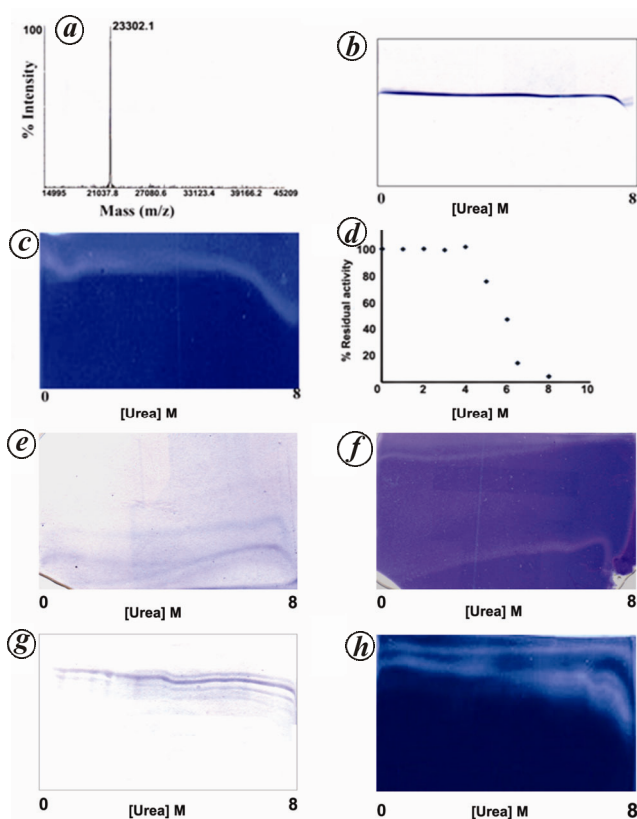 a
100
23302.1
% Intensity
14995 21037.8 27080.6 33123.4 39166.2 45209
Mass (m/z)
b
0 8
[Urea] M
c
0 8
[Urea] M
d
100
80
60
40
20
% Residual activity
0 2 4 6 8 10
[Urea] M
e
0 8
[Urea] M
f
0 8
[Urea] M
g
0 8
[Urea] M
h
0 8
[Urea] M